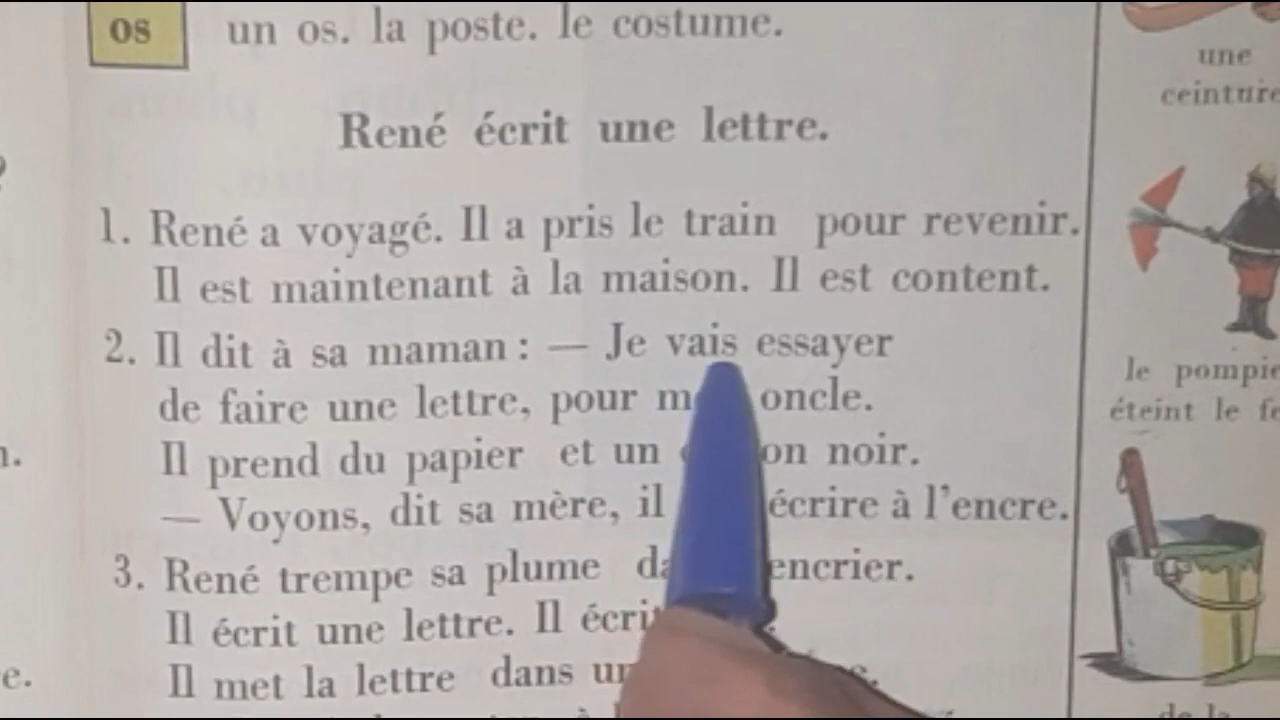 os un os. la poste. le costume.
René écrit une lettre.
1. René a voyagé. Il a pris le train pour revenir.
Il est maintenant à la maison. Il est content.
2. Il dit à sa maman : — Je vais essayer
de faire une lettre, pour oncle.
Il prend du papier et un noir.
— Voyons, dit sa mère, il écrire à l'encre.
3. René trempe sa plume encrier.
Il écrit une lettre. Il
Il met la lettre dans
une
ceinture
le
éteint le
de la